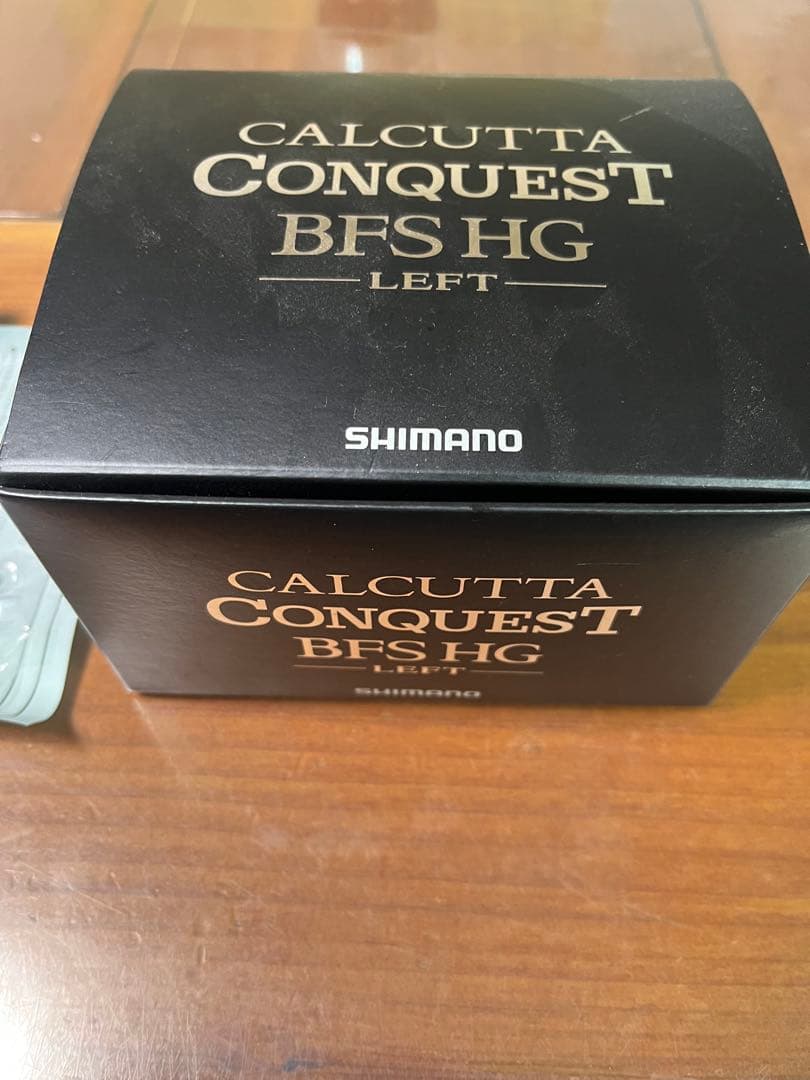 CALCUTTA
CONQUEST
BFS HG
LEFT
SHIMANO
CALCUTTA
CONQUEST
BFS HG
LEFT
SHIMANO